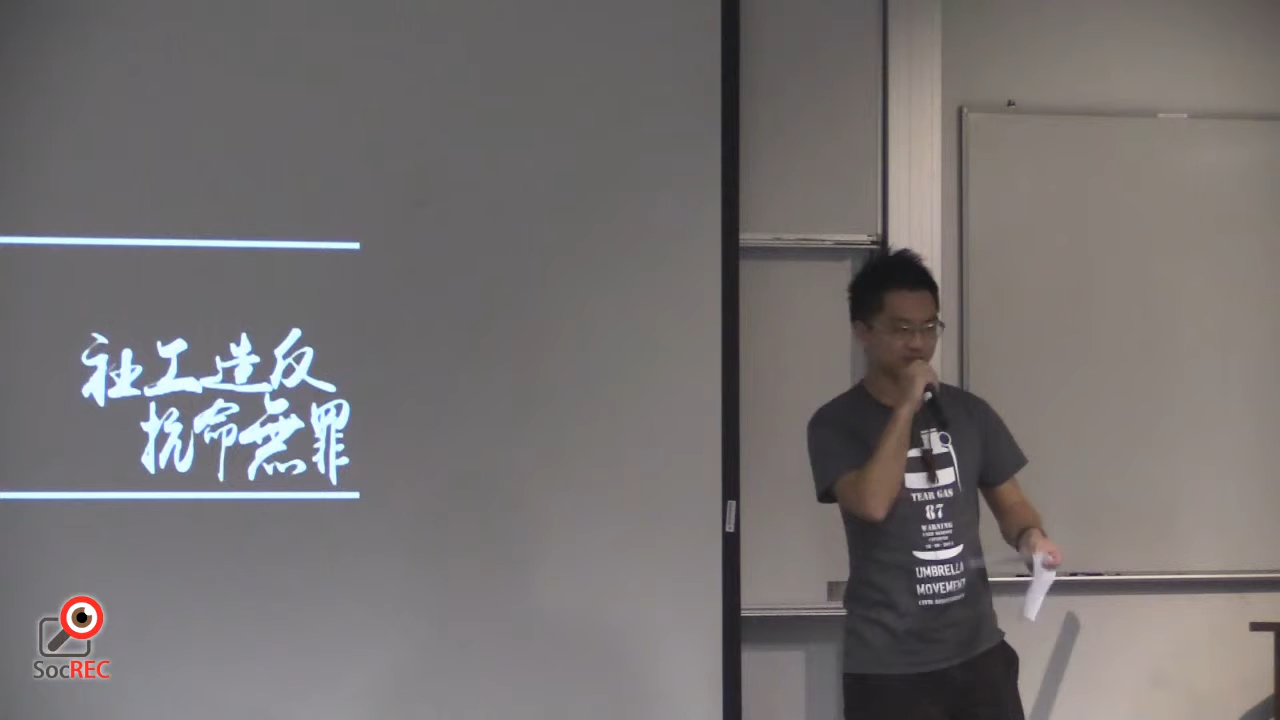 社工造反
抗命無罪
TEAR GAS
87
WARNING
UMBRELLA
MOVEMENT
SocREC